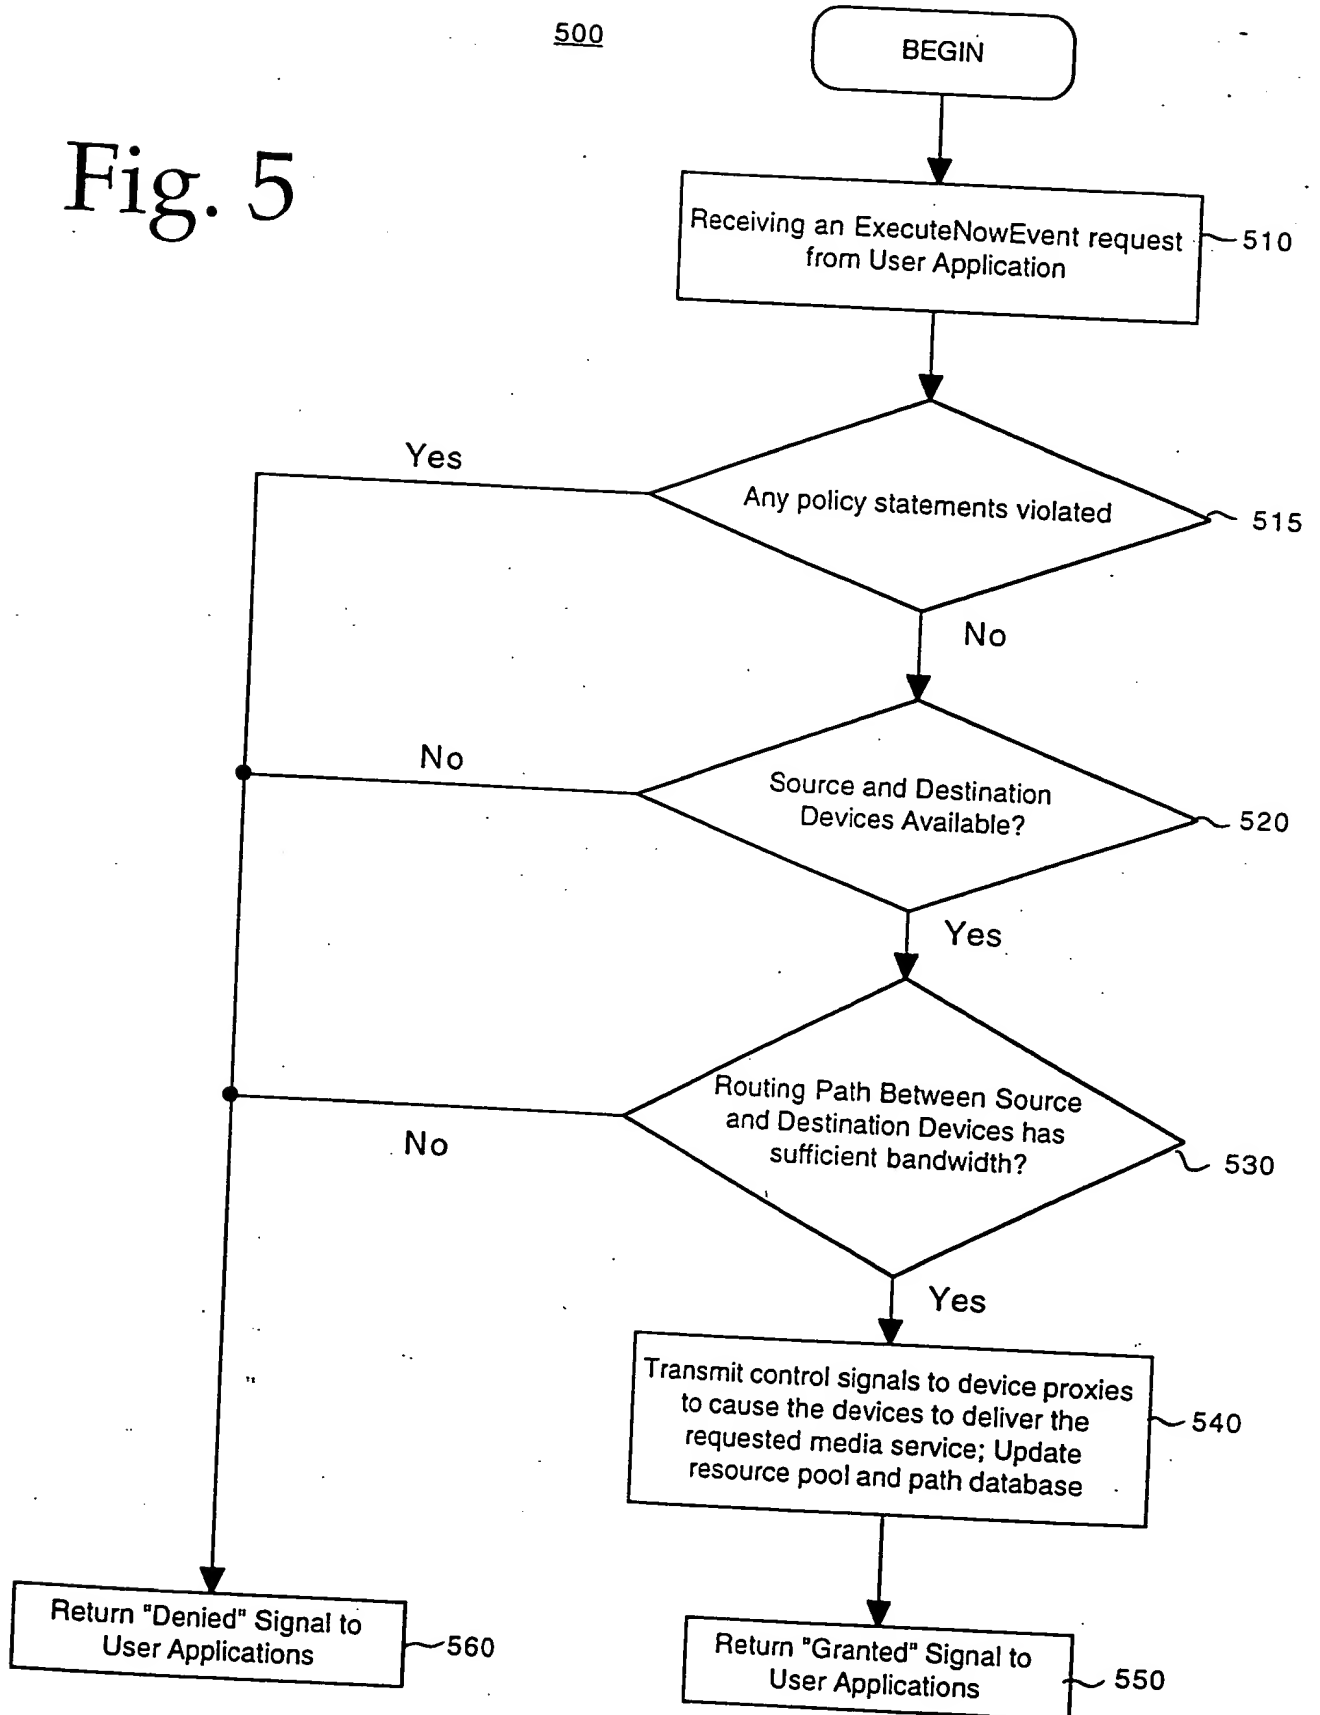 500
BEGIN
Fig. 5
Receiving an ExecuteNowEvent request
from User Application
510
Yes
Any policy statements violated
515
No
No
Source and Destination
Devices Available?
520
Yes
Routing Path Between Source
and Destination Devices has
sufficient bandwidth?
530
No
Yes
Transmit control signals to device proxies
to cause the devices to deliver the
requested media service; Update
resource pool and path database
540
Return "Denied" Signal to
User Applications
560
Return "Granted" Signal to
User Applications
550